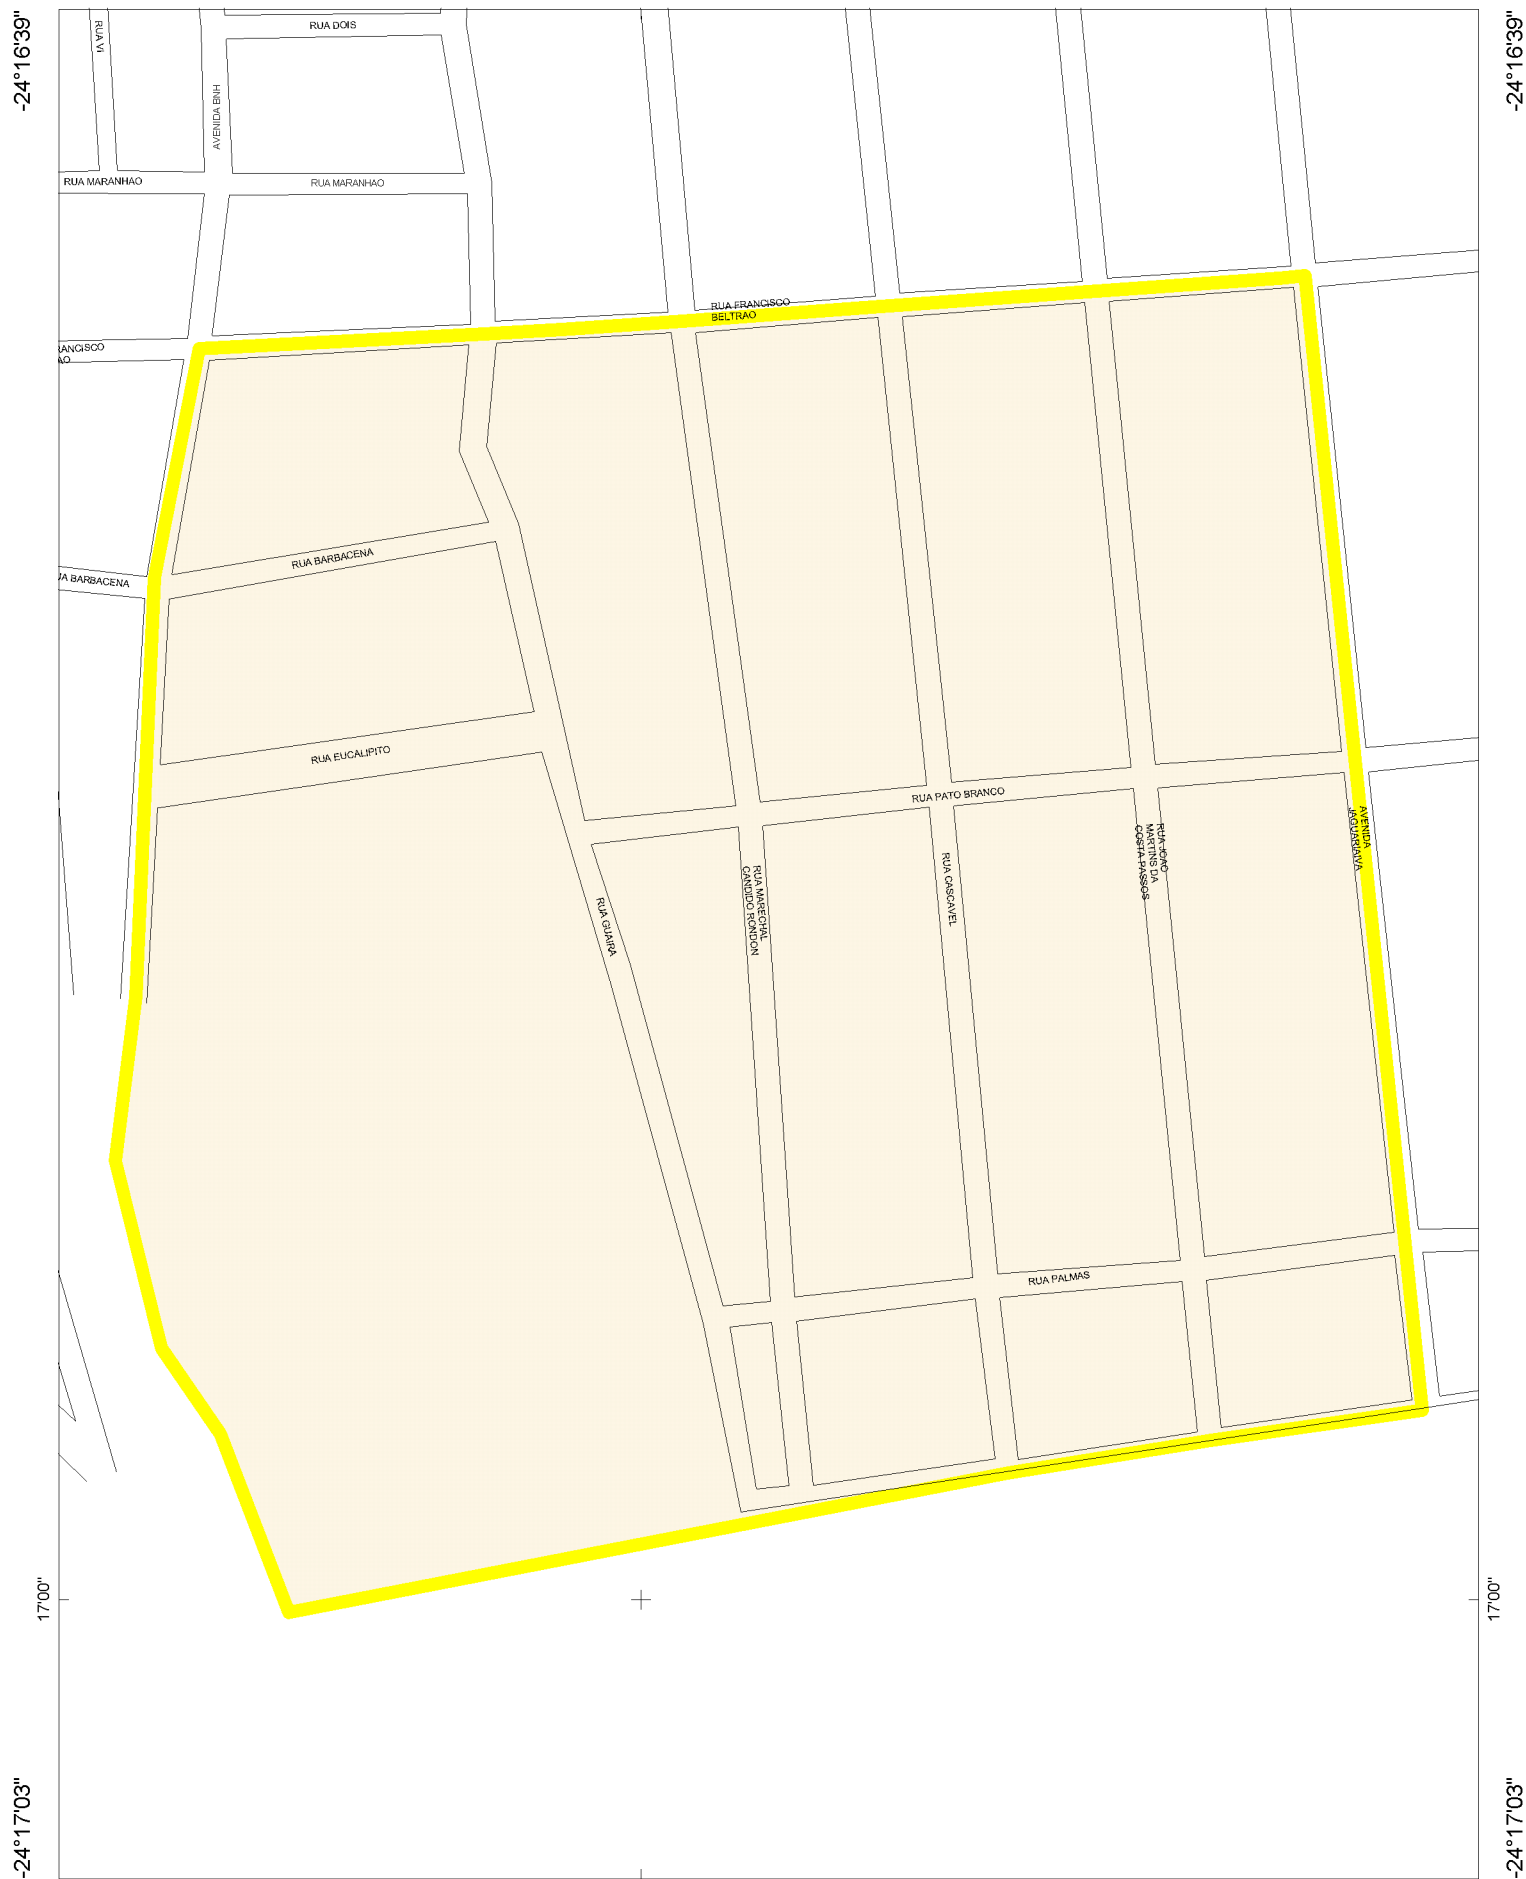 -24°16'39"
-24°16'39"
RUA VI
RUA DOIS
AVENIDA BNH
RUA MARANHAO
RUA MARANHAO
RUA FRANCISCO
BELTRAO
RANCISCO
AO
RUA BARBACENA
UA BARBACENA
RUA EUCALIPITO
RUA PATO BRANCO
AVENIDA
JAGUARIAIVA
RUA JOAO
MARTINS DA
COSTA PASSOS
RUA MARECHAL
CANDIDO RONDON
RUA CASCAVEL
RUA GUAIRA
RUA PALMAS
17'00"
17'00"
-24°17'03"
-24°17'03"